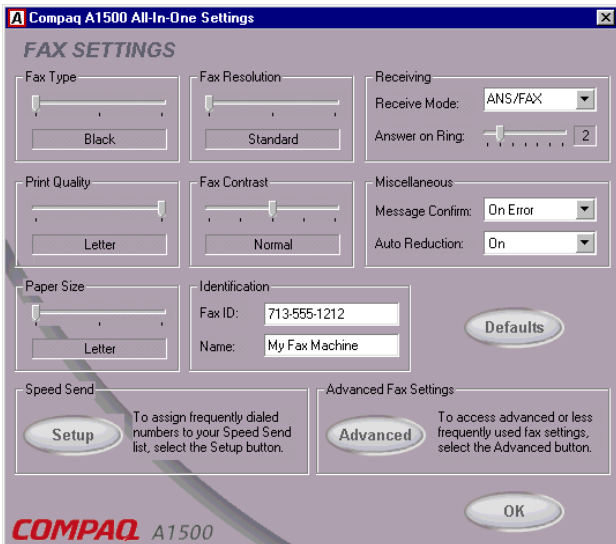 Compaq A1500 All-In-One Settings
FAX SETTINGS
Fax Type
Black
Fax Resolution
Standard
Receiving
Receive Mode: ANS/FAX
Answer on Ring: 2
Print Quality
Letter
Fax Contrast
Normal
Miscellaneous
Message Confirm: On Error
Auto Reduction: On
Paper Size
Letter
Identification
Fax ID: 713-555-1212
Name: My Fax Machine
Defaults
Speed Send
Setup
To assign frequently dialed
numbers to your Speed Send
list, select the Setup button.
Advanced Fax Settings
Advanced
To access advanced or less
frequently used fax settings,
select the Advanced button.
OK
COMPAQ A1500